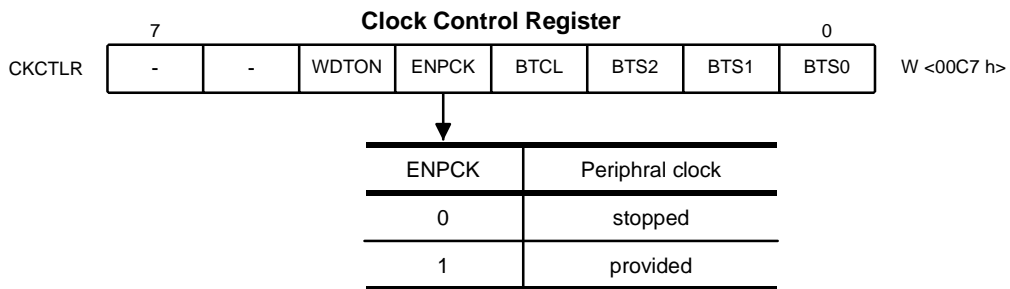 Clock Control Register
7 0
CKCTLR - - WDTON ENPCK BTCL BTS2 BTS1 BTS0 W <00C7 h>
ENPCK Periphral clock
0 stopped
1 provided